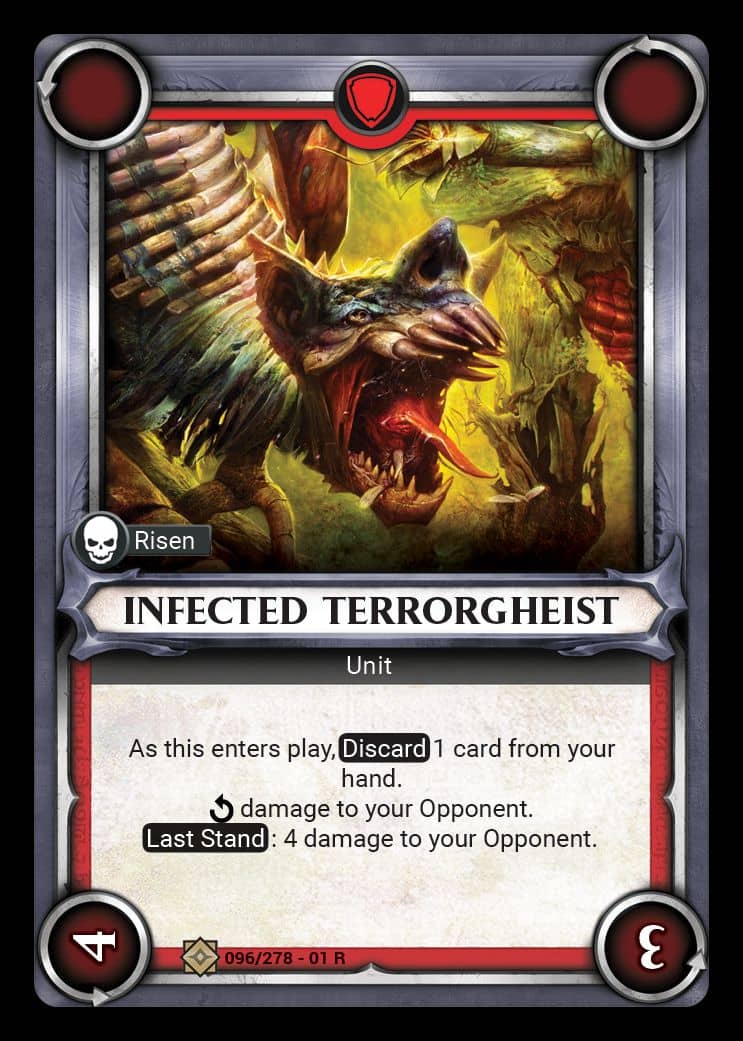 Risen
INFECTED TERRORGHEIST
Unit
As this enters play, Discard 1 card from your
hand.
damage to your Opponent.
Last Stand: 4 damage to your Opponent.
4
3
096/278 - 01 R